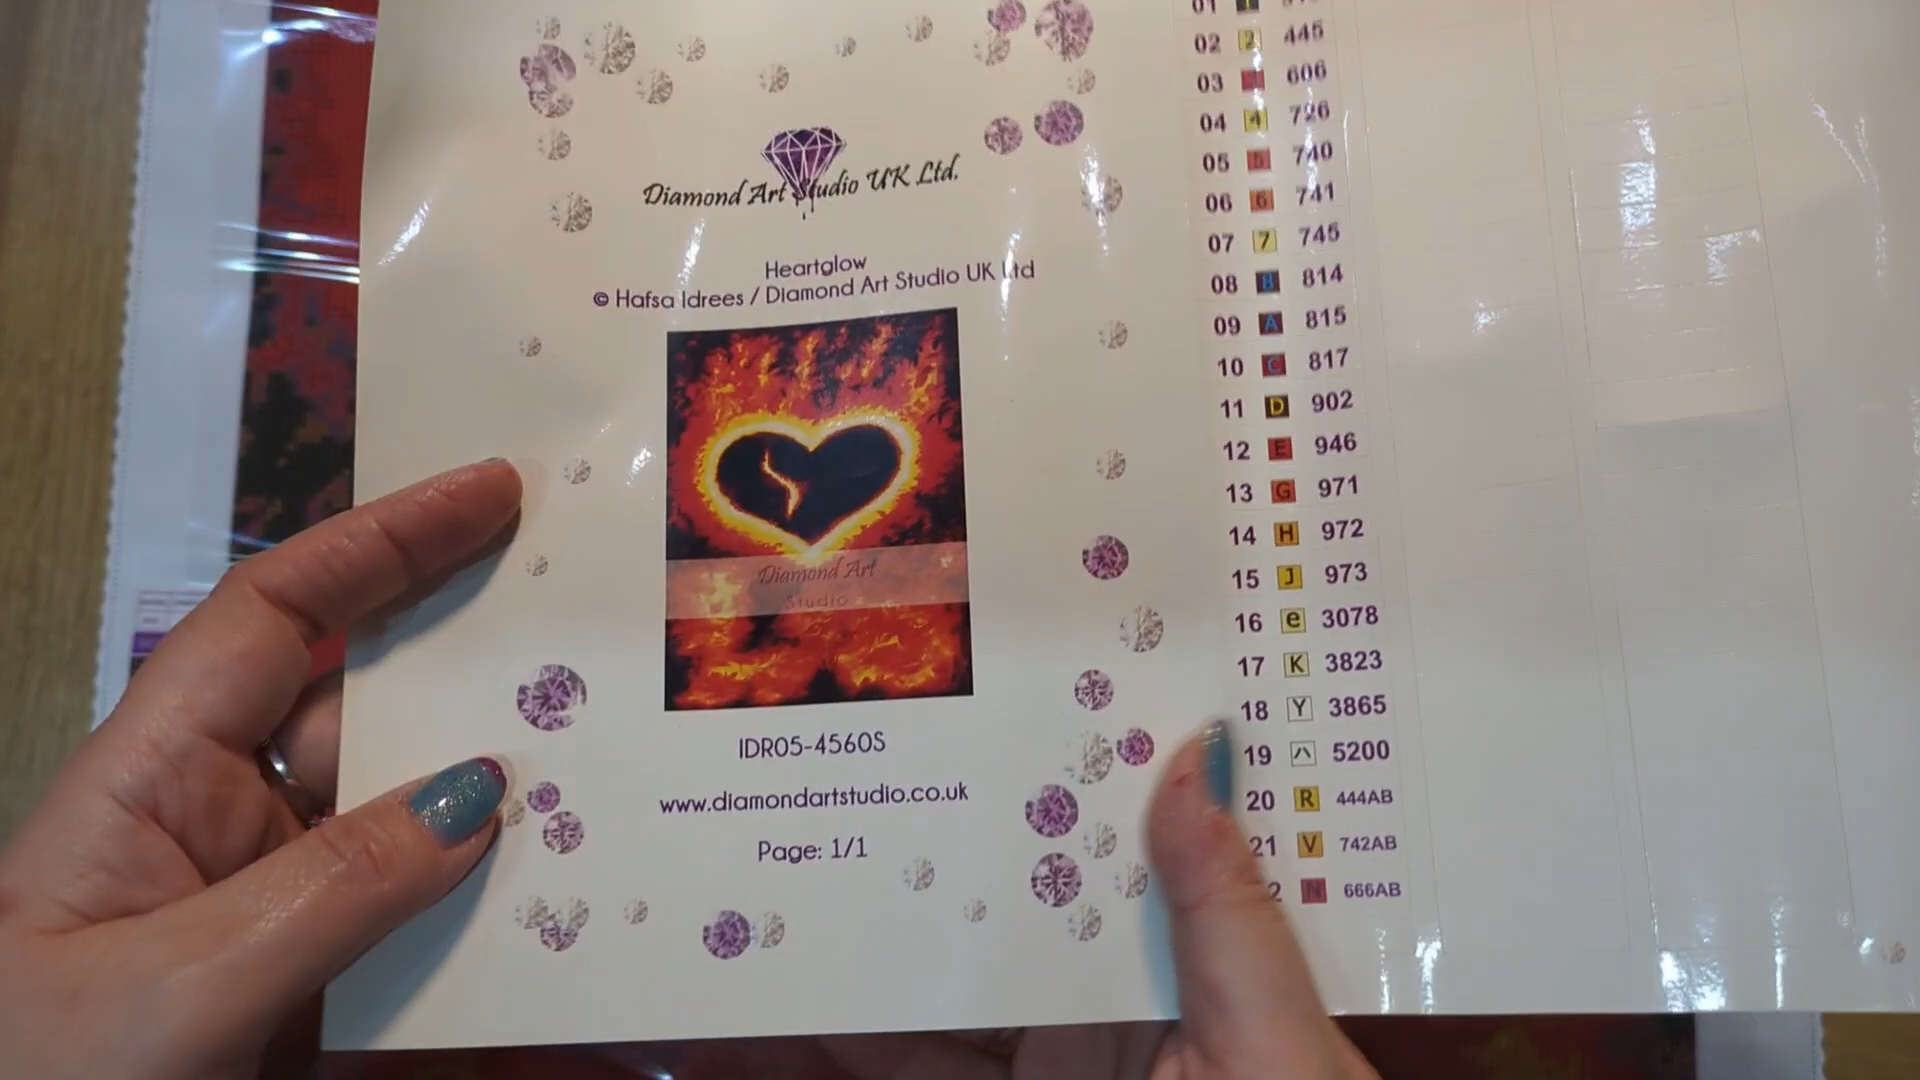 Diamond Art Studio UK Ltd.
Heartglow
© Hafsa Idrees / Diamond Art Studio UK Ltd
Diamond Art
Studio
IDR05-4560S
www.diamondartstudio.co.uk
Page: 1/1
01
02 2 445
03 606
04 4 726
05 5 740
06 6 741
07 7 745
08 B 814
09 A 815
10 C 817
11 D 902
12 E 946
13 G 971
14 H 972
15 J 973
16 e 3078
17 K 3823
18 Y 3865
19 ハ 5200
20 R 444AB
21 V 742AB
2 N 666AB